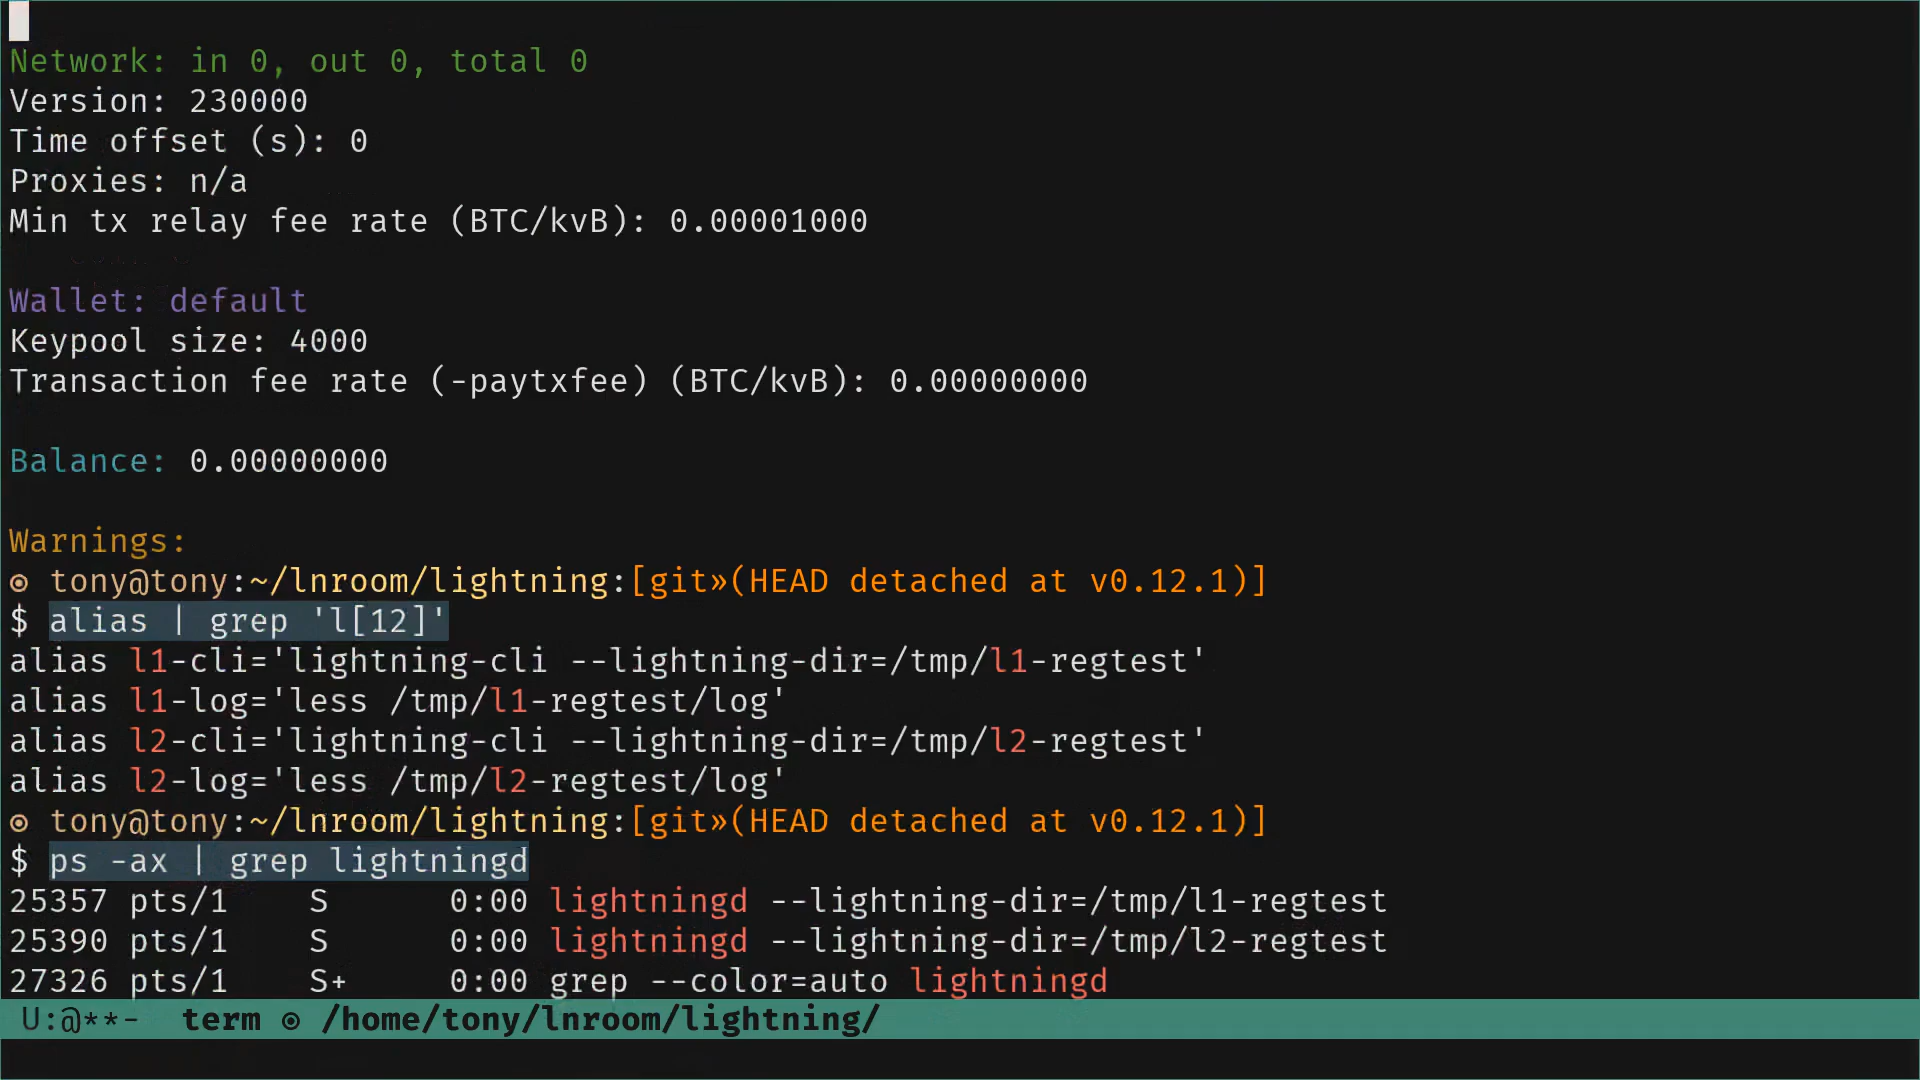 Network: in 0, out 0, total 0
Version: 230000
Time offset (s): 0
Proxies: n/a
Min tx relay fee rate (BTC/kvB): 0.00001000
Wallet: default
Keypool size: 4000
Transaction fee rate (-paytxfee) (BTC/kvB): 0.00000000
Balance: 0.00000000
Warnings:
⊙ tony@tony:~/lnroom/lightning:[git»(HEAD detached at v0.12.1)]
$ alias | grep 'l[12]'
alias l1-cli='lightning-cli --lightning-dir=/tmp/l1-regtest'
alias l1-log='less /tmp/l1-regtest/log'
alias l2-cli='lightning-cli --lightning-dir=/tmp/l2-regtest'
alias l2-log='less /tmp/l2-regtest/log'
⊙ tony@tony:~/lnroom/lightning:[git»(HEAD detached at v0.12.1)]
$ ps -ax | grep lightningd
25357 pts/1    S      0:00 lightningd --lightning-dir=/tmp/l1-regtest
25390 pts/1    S      0:00 lightningd --lightning-dir=/tmp/l2-regtest
27326 pts/1    S+     0:00 grep --color=auto lightningd
U:@**-  term ⊙ /home/tony/lnroom/lightning/